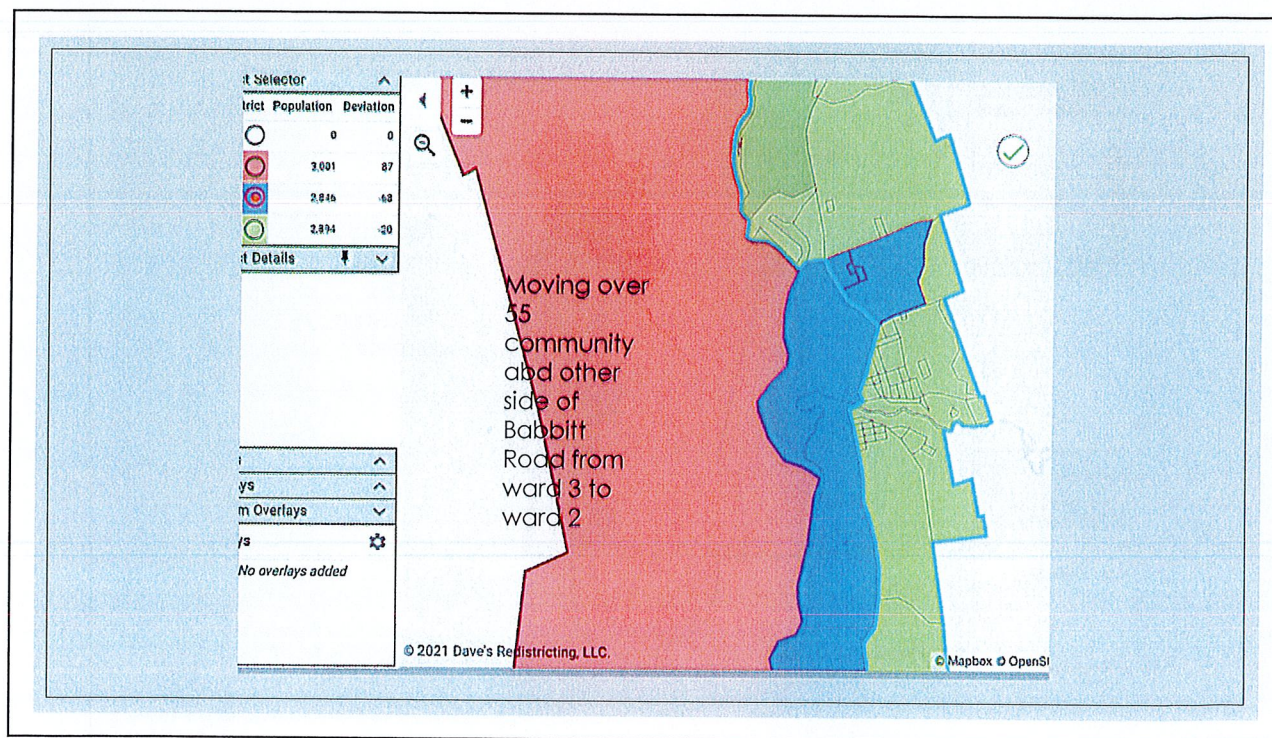 ct Selector
trict Population Deviation
0 0
3,001 87
2,846 -68
2,894 -20
ct Details
Moving over
55
community
abd other
side of
Babbitt
Road from
ward 3 to
ward 2
ys
m Overlays
ys
No overlays added
© 2021 Dave's Redistricting, LLC.
© Mapbox © OpenSt